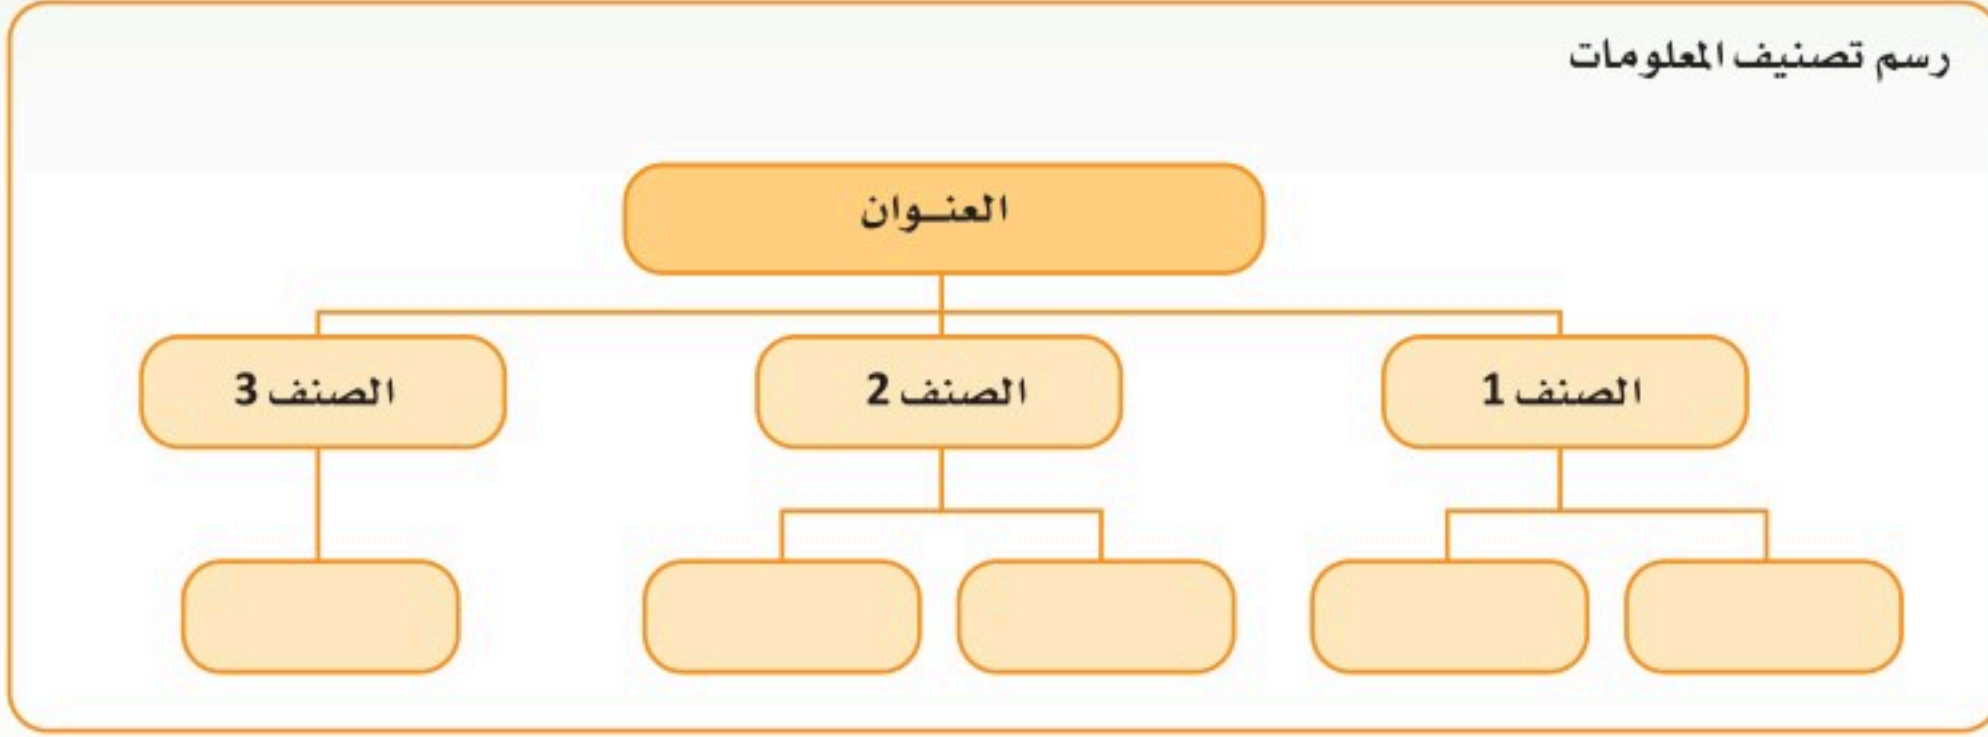 رسم تصنيف المعلومات
العنــوان
الصنف 1
الصنف 2
الصنف 3